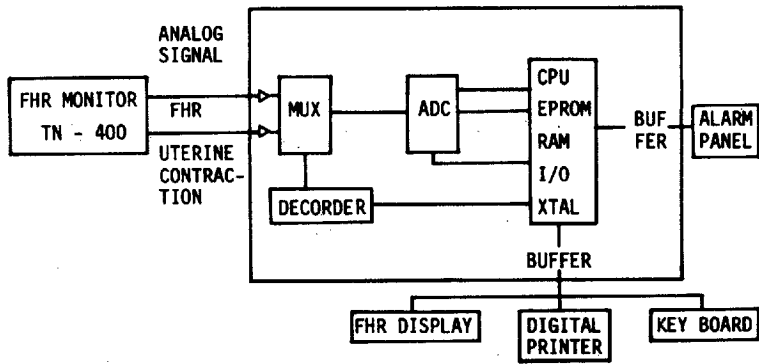 ANALOG
SIGNAL
FHR MONITOR
TN - 400
FHR
UTERINE
CONTRAC-
TION
MUX
ADC
DECORDER
CPU
EPROM
RAM
I/O
XTAL
BUF
FER
ALARM
PANEL
BUFFER
FHR DISPLAY
DIGITAL
PRINTER
KEY BOARD